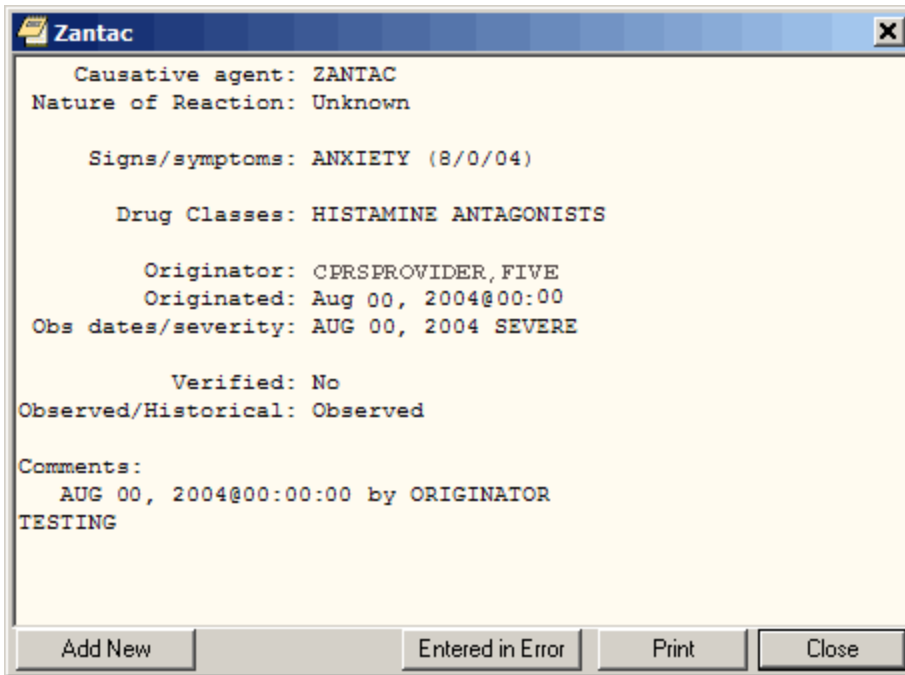 Zantac
Causative agent: ZANTAC
Nature of Reaction: Unknown
Signs/symptoms: ANXIETY (8/0/04)
Drug Classes: HISTAMINE ANTAGONISTS
Originator: CPRSPROVIDER,FIVE
Originated: Aug 00, 2004@00:00
Obs dates/severity: AUG 00, 2004 SEVERE
Verified: No
Observed/Historical: Observed
Comments:
AUG 00, 2004@00:00:00 by ORIGINATOR
TESTING
Add New Entered in Error Print Close